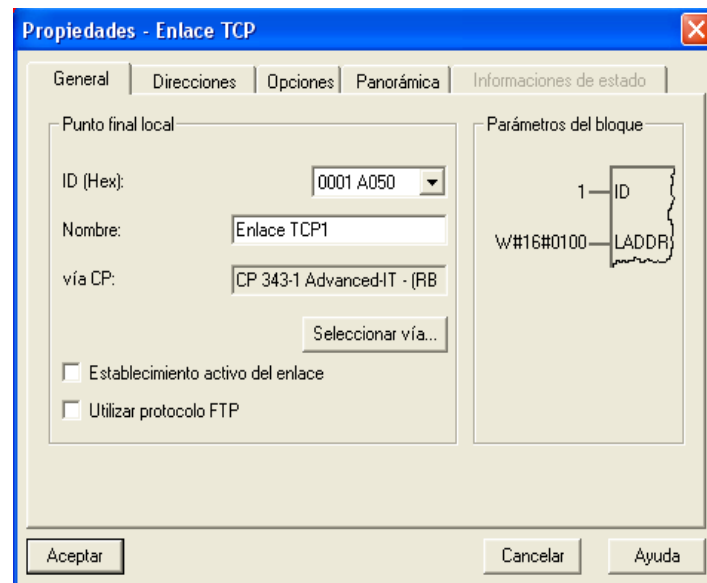 Propiedades - Enlace TCP
General Direcciones Opciones Panorámica Informaciones de estado
Punto final local
Parámetros del bloque
ID (Hex): 0001 A050
1 ID
Nombre: Enlace TCP1
W#16#0100 LADDR
vía CP: CP 343-1 Advanced-IT - (RB
Seleccionar vía...
Establecimiento activo del enlace
Utilizar protocolo FTP
Aceptar Cancelar Ayuda